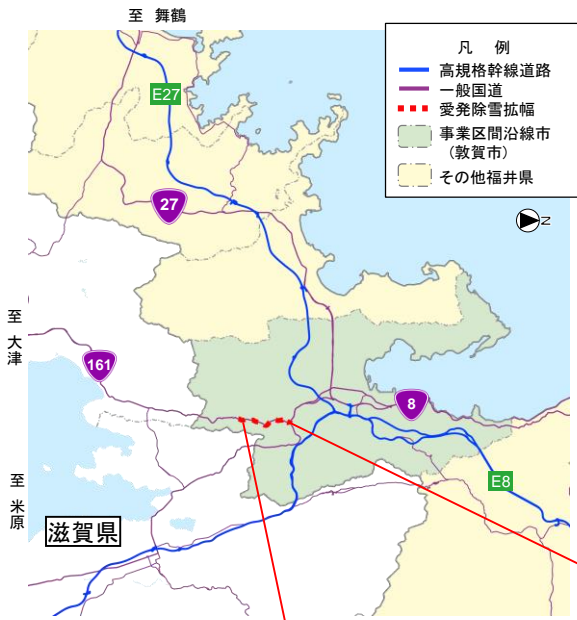 至 舞鶴
凡 例
高規格幹線道路
一般国道
愛発除雪拡幅
事業区間沿線市
(敦賀市)
その他福井県
E27
27
N
至 大津
161
8
至 米原
E8
滋賀県